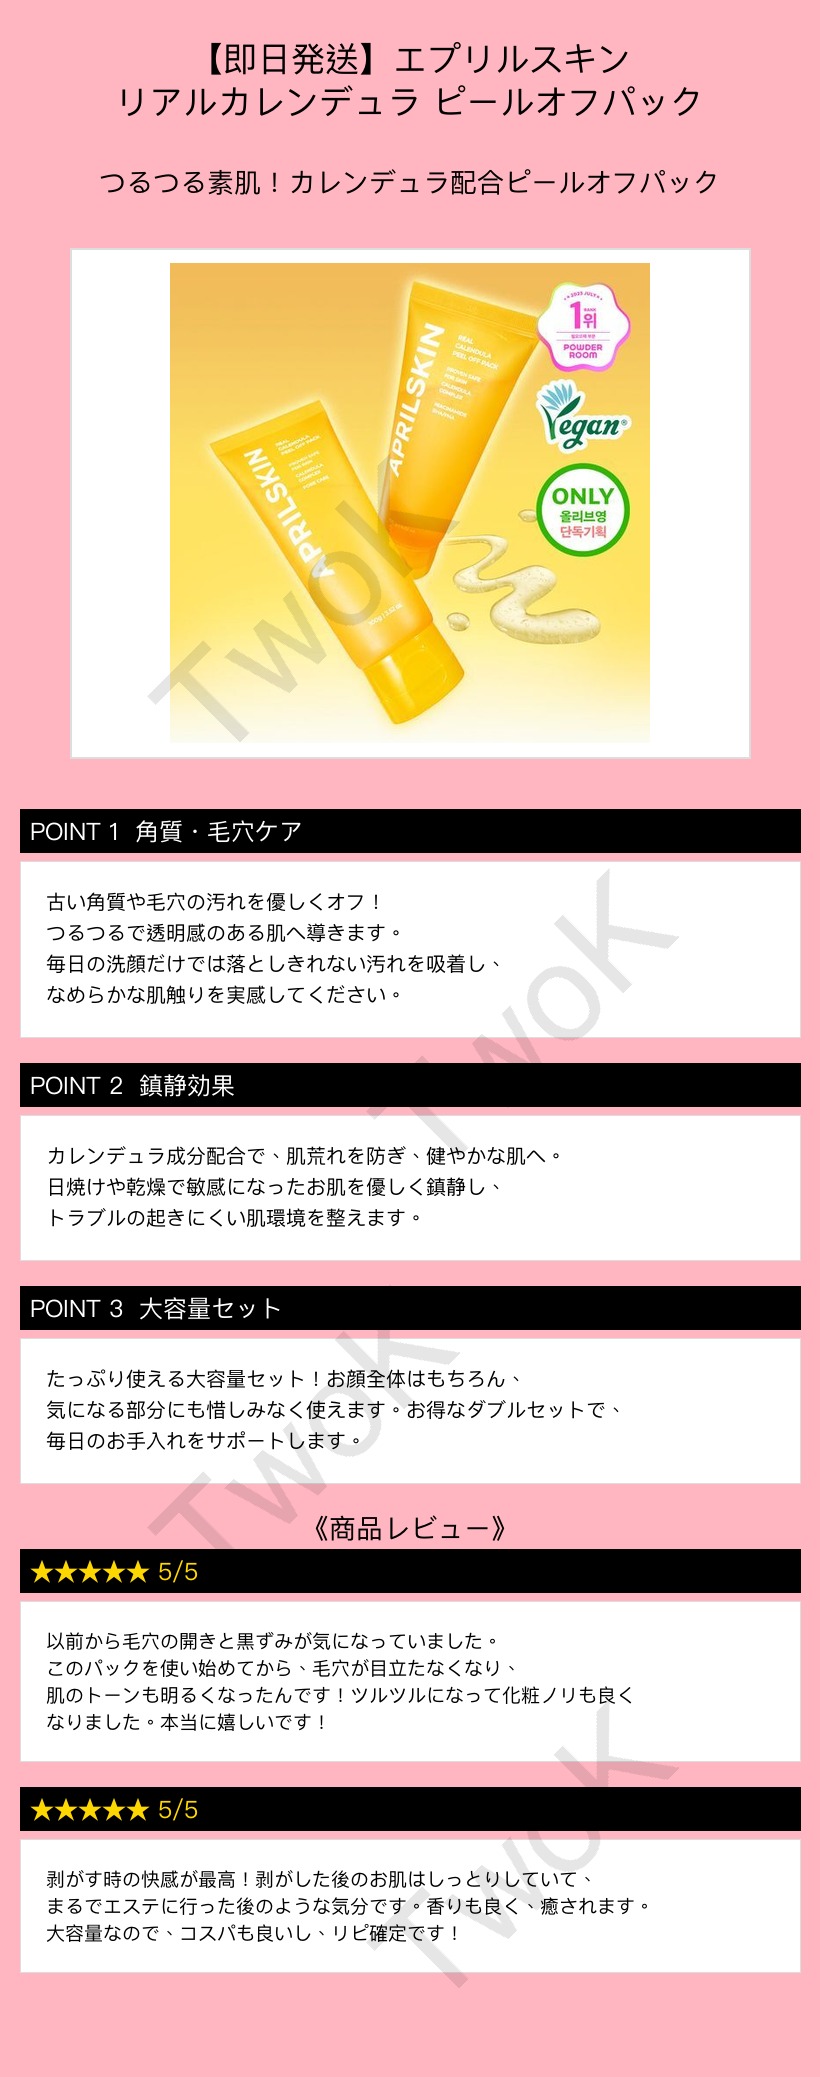 【即日発送】エプリルスキン
リアルカレンデュラ ピールオフパック
つるつる素肌！カレンデュラ配合ピールオフパック
APRILSKIN
REAL
CALENDULA
PEEL OFF PACK
PROVEN SAFE
FOR SKIN
CALENDULA
COMPLEX
APRILSKIN
REAL
CALENDULA
PEEL OFF PACK
PROVEN SAFE
FOR SKIN
CALENDULA
COMPLEX
PORE CARE
2023 JULY
1위
POWDER
ROOM
Vegan
ONLY
올리브영
단독기획
TwoK
POINT 1 角質・毛穴ケア
古い角質や毛穴の汚れを優しくオフ！
つるつるで透明感のある肌へ導きます。
毎日の洗顔だけでは落としきれない汚れを吸着し、
なめらかな肌触りを実感してください。
TwoK
POINT 2 鎮静効果
カレンデュラ成分配合で、肌荒れを防ぎ、健やかな肌へ。
日焼けや乾燥で敏感になったお肌を優しく鎮静し、
トラブルの起きにくい肌環境を整えます。
POINT 3 大容量セット
たっぷり使える大容量セット！お顔全体はもちろん、
気になる部分にも惜しみなく使えます。お得なダブルセットで、
毎日のお手入れをサポートします。
TwoK
《商品レビュー》
★★★★★ 5/5
以前から毛穴の開きと黒ずみが気になっていました。
このパックを使い始めてから、毛穴が目立たなくなり、
肌のトーンも明るくなったんです！ツルツルになって化粧ノリも良く
なりました。本当に嬉しいです！
TwoK
★★★★★ 5/5
剥がす時の快感が最高！剥がした後のお肌はしっとりしていて、
まるでエステに行った後のような気分です。香りも良く、癒されます。
大容量なので、コスパも良いし、リピ確定です！